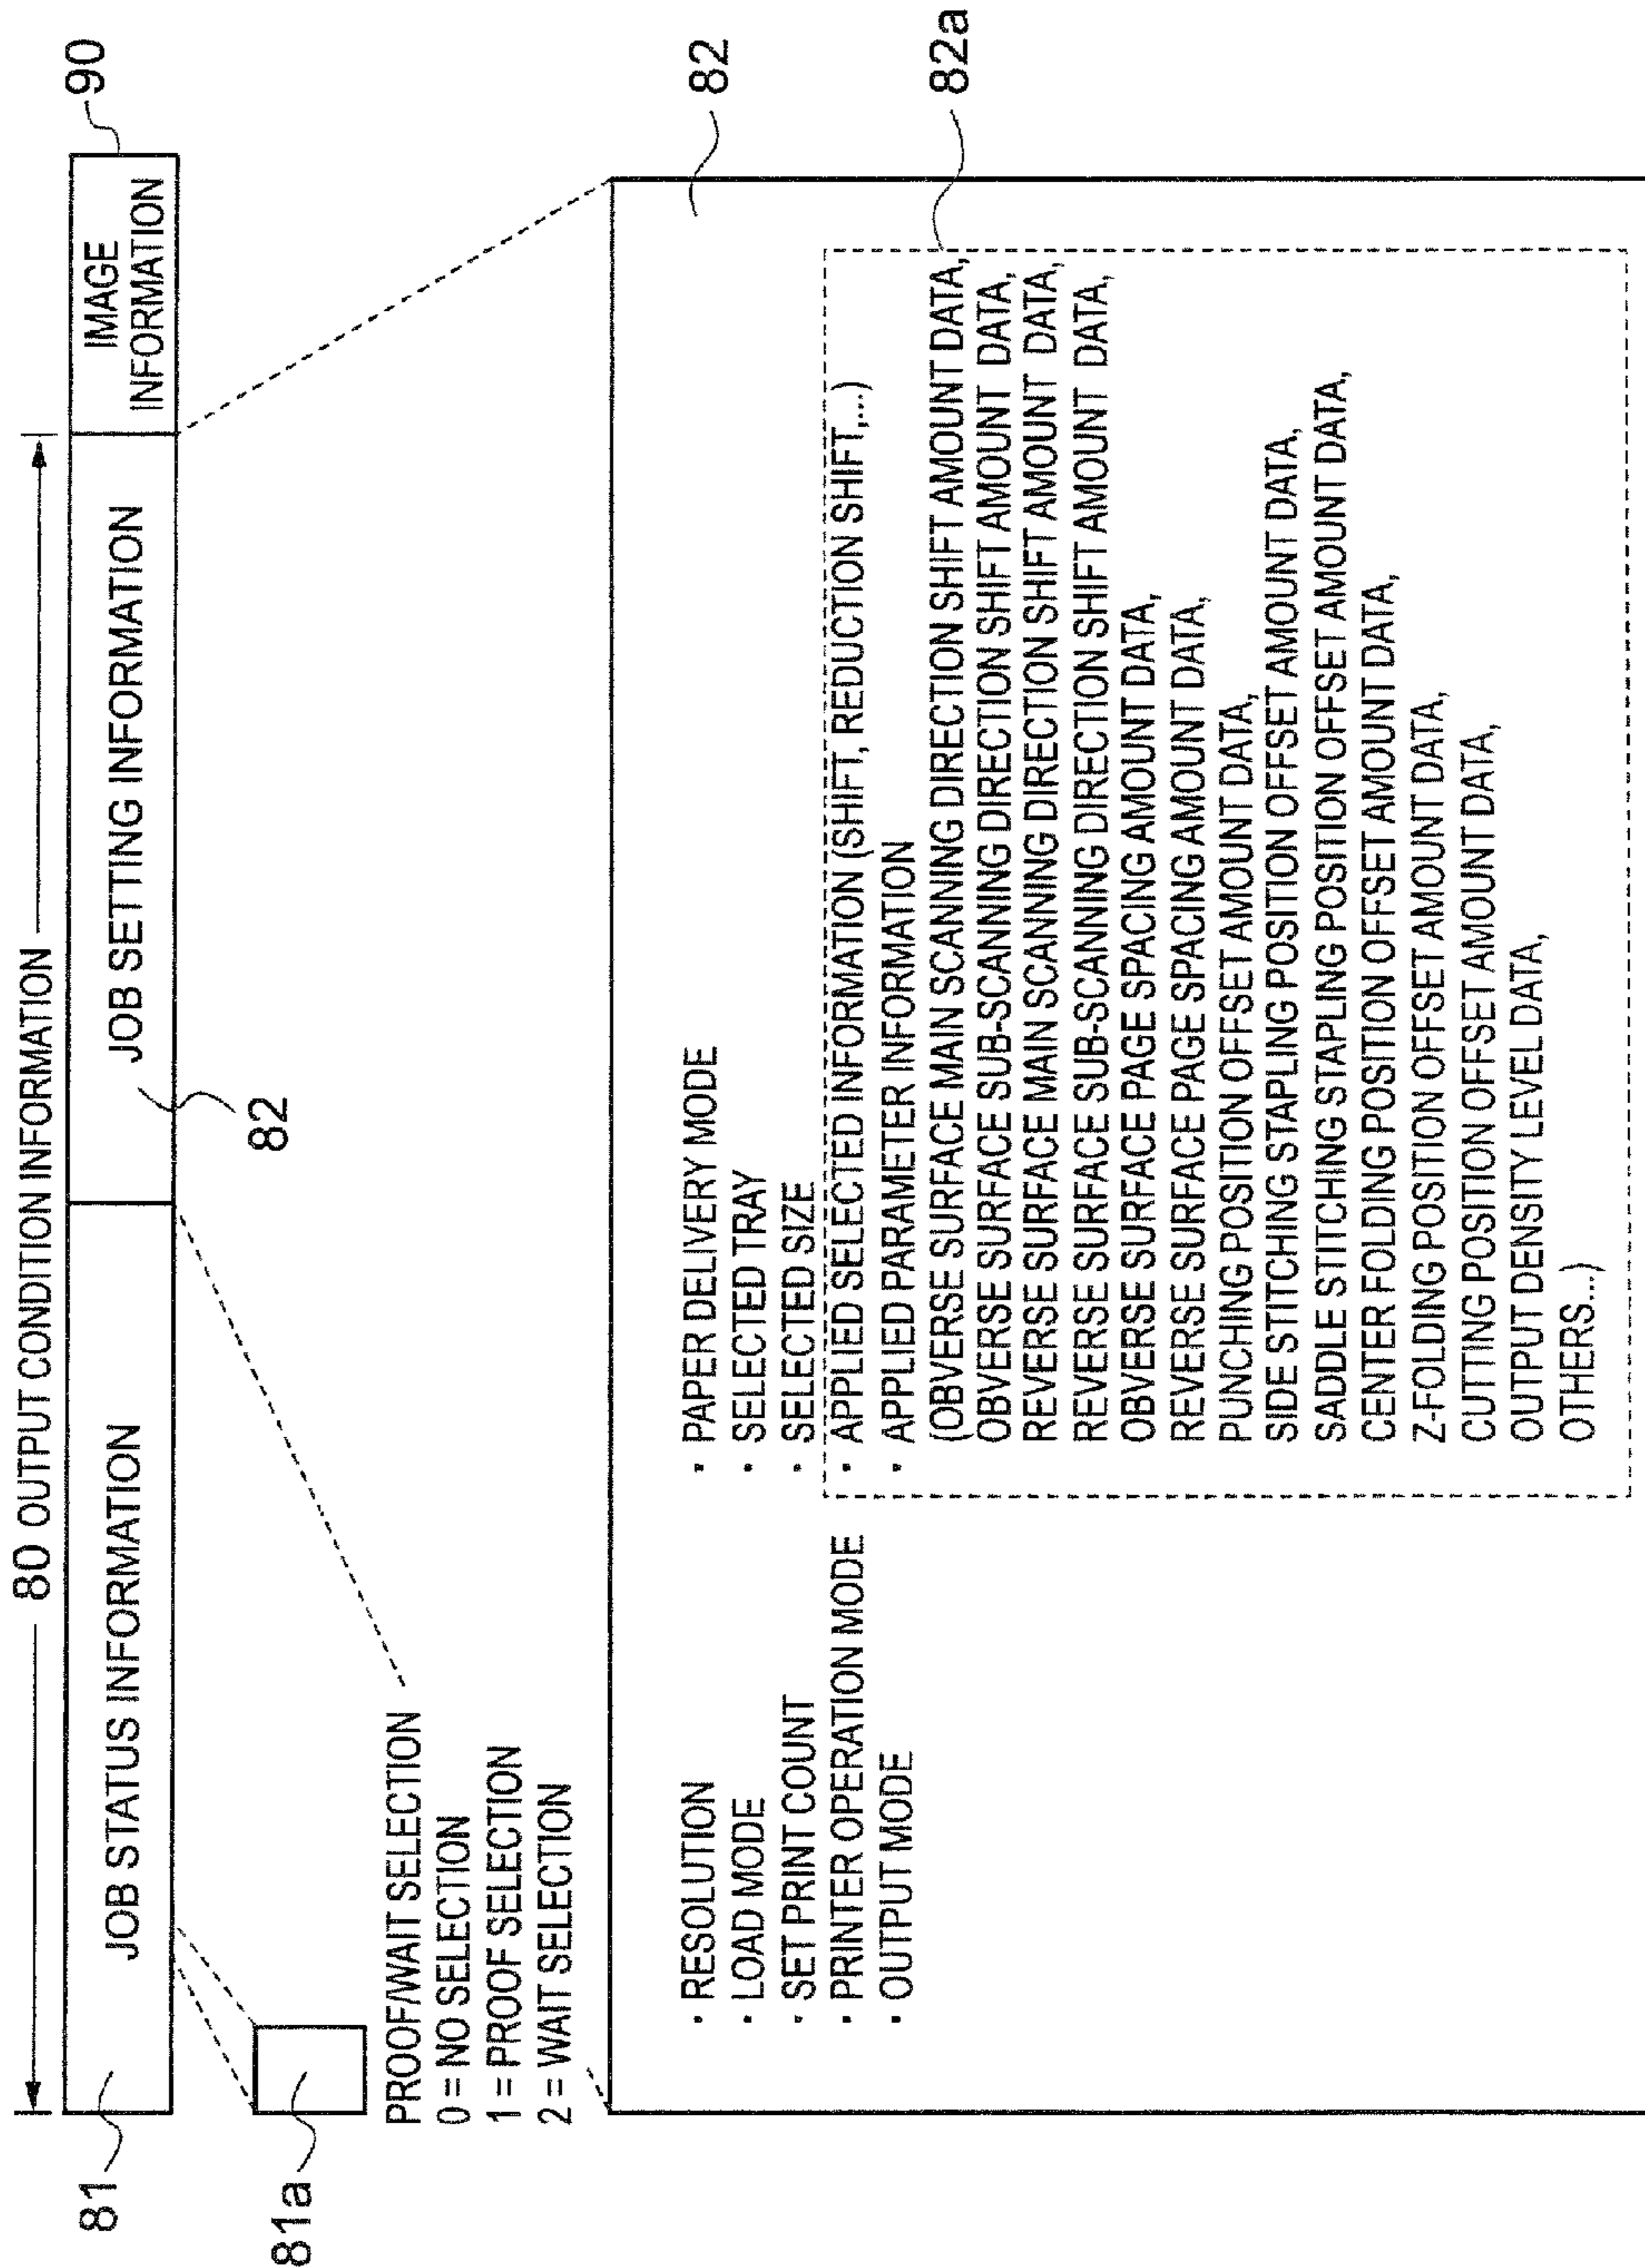 80 OUTPUT CONDITION INFORMATION
90
81
JOB STATUS INFORMATION
JOB SETTING INFORMATION
IMAGE
INFORMATION
82
81a
PROOF/WAIT SELECTION
0 = NO SELECTION
1 = PROOF SELECTION
2 = WAIT SELECTION
82
· RESOLUTION
· LOAD MODE
· SET PRINT COUNT
· PRINTER OPERATION MODE
· OUTPUT MODE
· PAPER DELIVERY MODE
· SELECTED TRAY
· SELECTED SIZE
82a
· APPLIED SELECTED INFORMATION (SHIFT, REDUCTION SHIFT,...)
· APPLIED PARAMETER INFORMATION
(OBVERSE SURFACE MAIN SCANNING DIRECTION SHIFT AMOUNT DATA,
OBVERSE SURFACE SUB-SCANNING DIRECTION SHIFT AMOUNT DATA,
REVERSE SURFACE MAIN SCANNING DIRECTION SHIFT AMOUNT DATA,
REVERSE SURFACE SUB-SCANNING DIRECTION SHIFT AMOUNT DATA,
OBVERSE SURFACE PAGE SPACING AMOUNT DATA,
REVERSE SURFACE PAGE SPACING AMOUNT DATA,
PUNCHING POSITION OFFSET AMOUNT DATA,
SIDE STITCHING STAPLING POSITION OFFSET AMOUNT DATA,
SADDLE STITCHING STAPLING POSITION OFFSET AMOUNT DATA,
CENTER FOLDING POSITION OFFSET AMOUNT DATA,
Z-FOLDING POSITION OFFSET AMOUNT DATA,
CUTTING POSITION OFFSET AMOUNT DATA,
OUTPUT DENSITY LEVEL DATA,
OTHERS...)